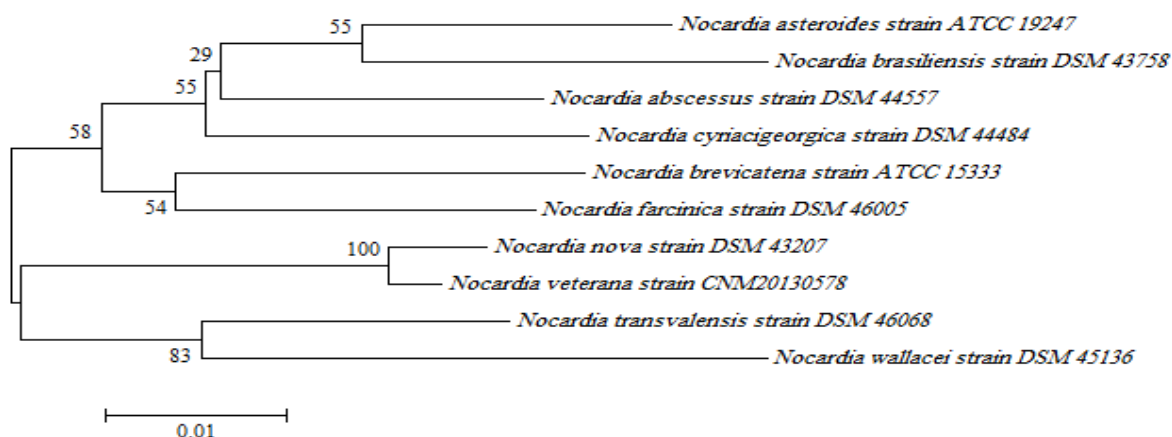 55
Nocardia asteroides strain ATCC 19247
29
Nocardia brasiliensis strain DSM 43758
55
Nocardia abscessus strain DSM 44557
58
Nocardia cyriacigeorgica strain DSM 44484
Nocardia brevicatena strain ATCC 15333
54
Nocardia farcinica strain DSM 46005
100
Nocardia nova strain DSM 43207
Nocardia veterana strain CNM20130578
Nocardia transvalensis strain DSM 46068
83
Nocardia wallacei strain DSM 45136
0.01